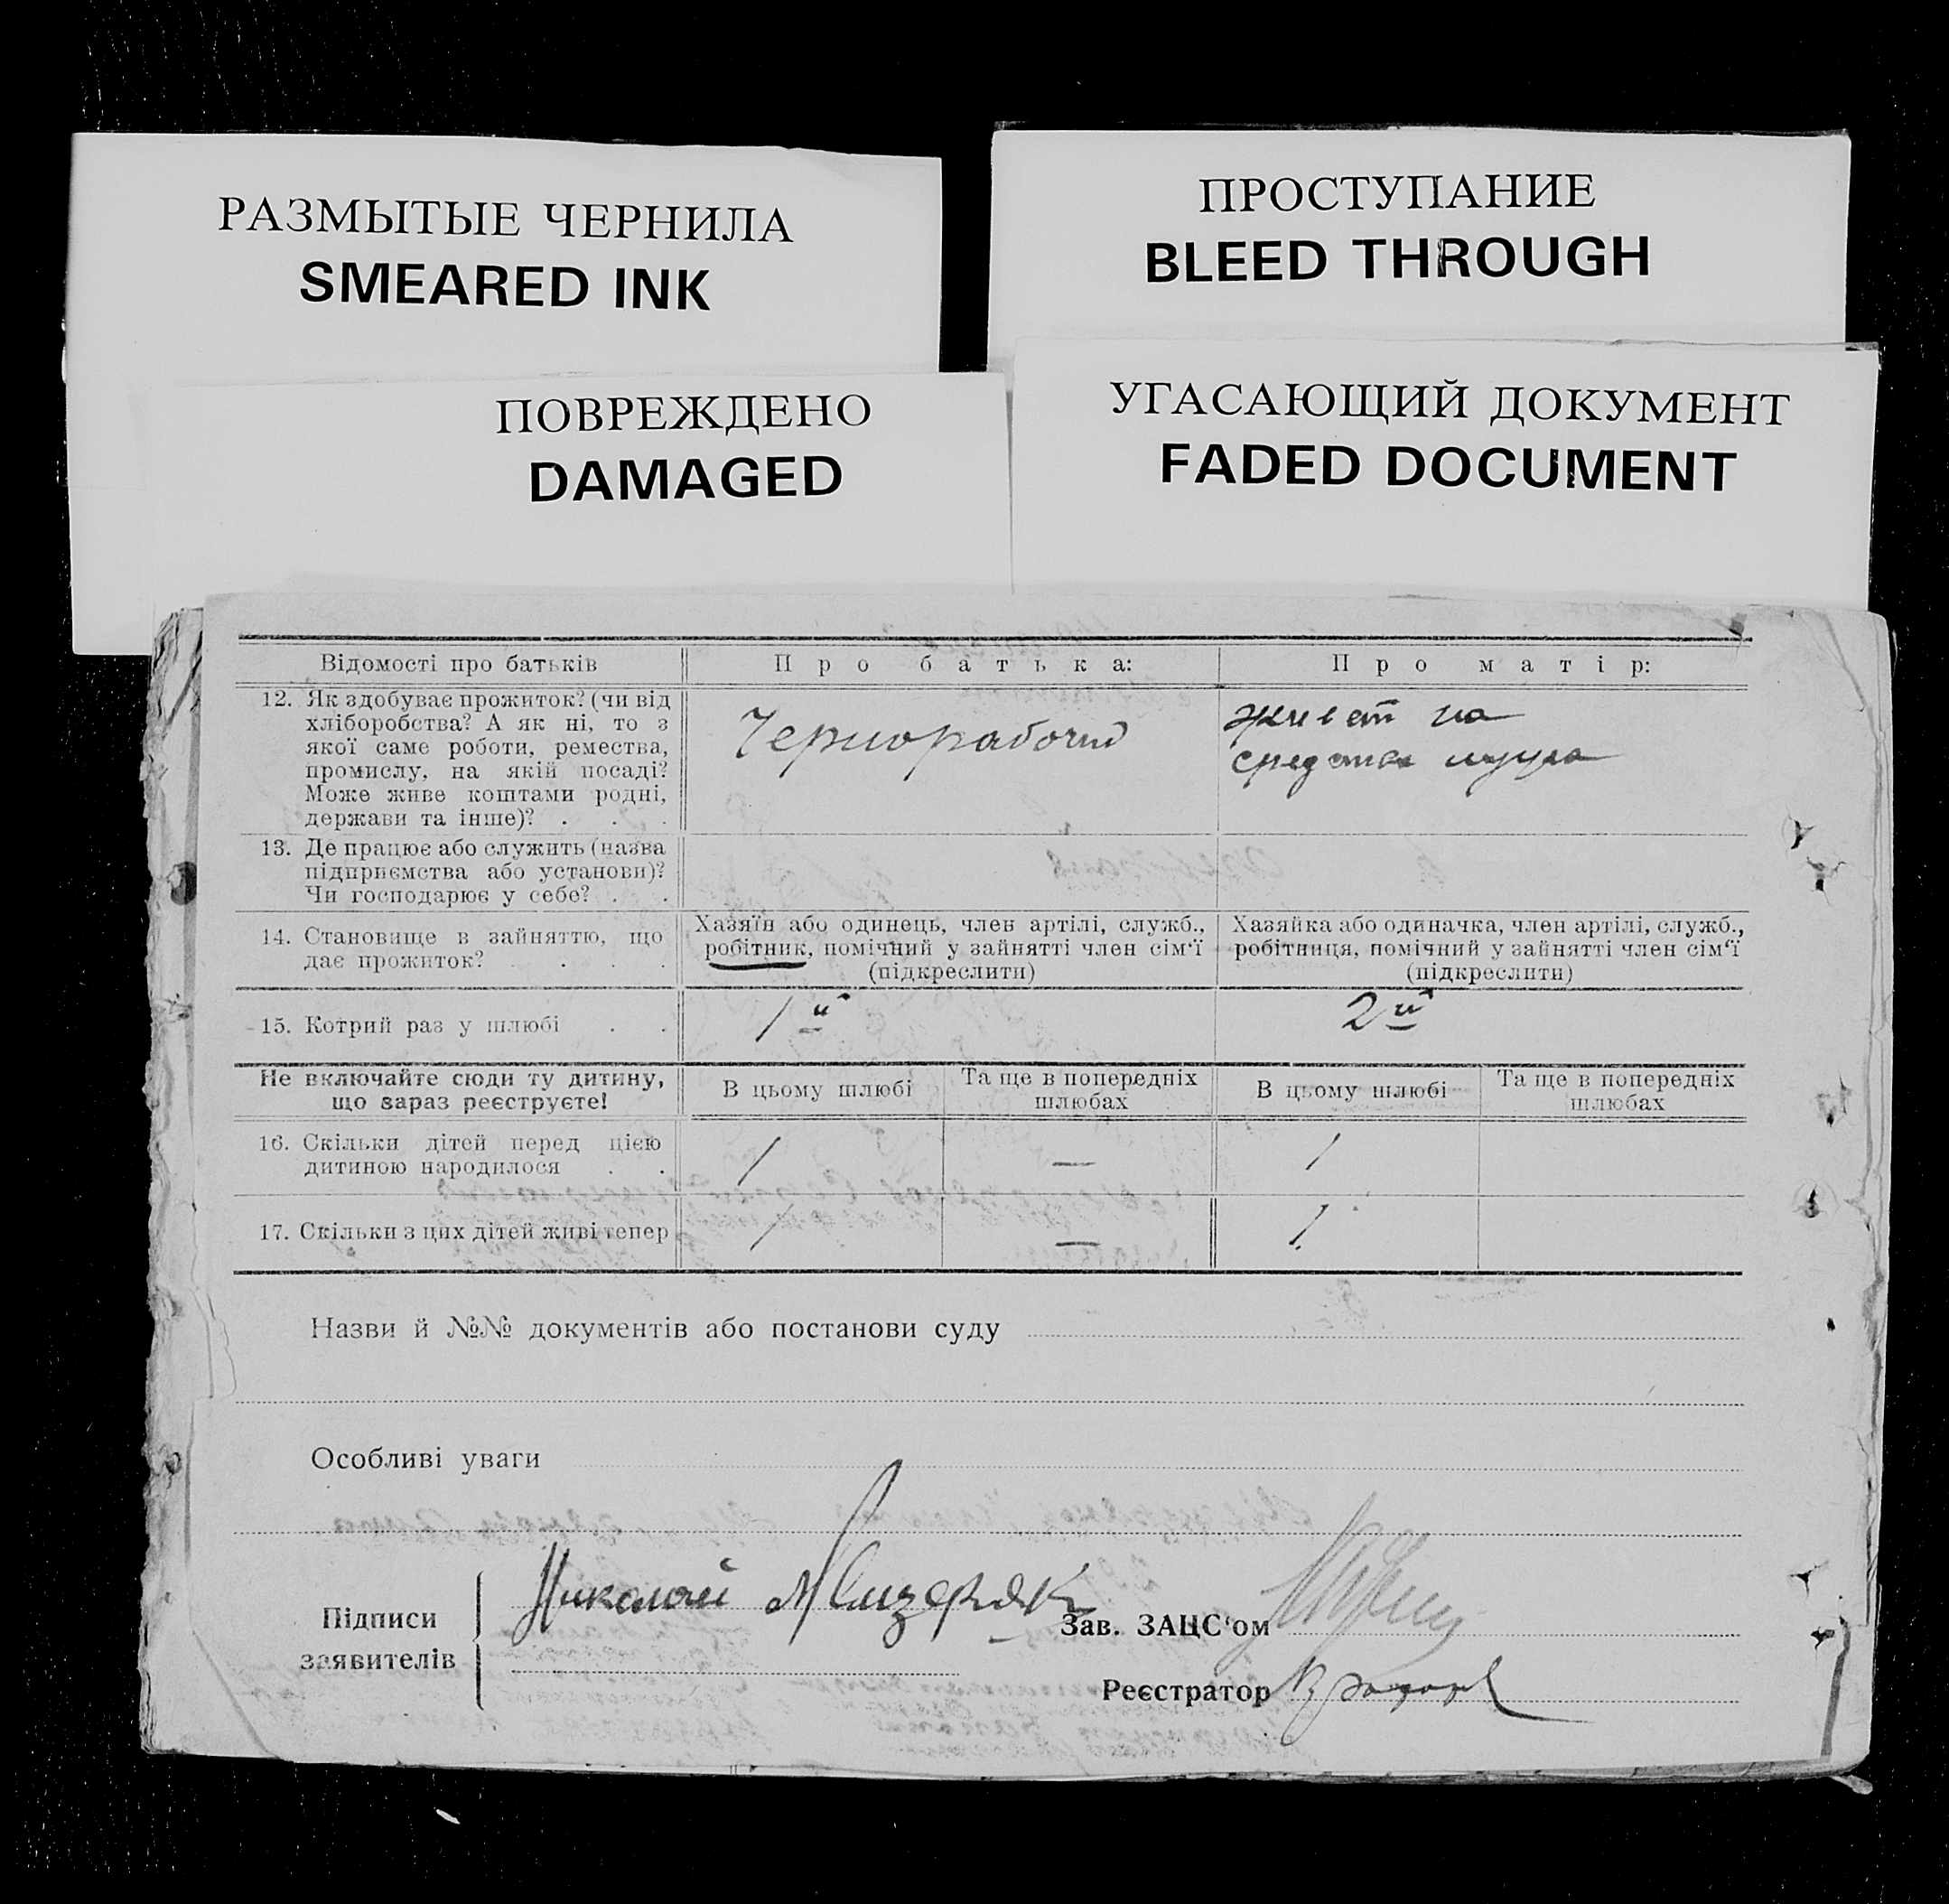 РАЗМЫТЫЕ ЧЕРНИЛА
SMEARED INK
ПРОСТУПАНИЕ
BLEED THROUGH
ПОВРЕЖДЕНО
DAMAGED
УГАСАЮЩИЙ ДОКУМЕНТ
FADED DOCUMENT
Відомості про батьків
Про батька:
Про матір:
12. Як здобуває прожиток? (чи від
хліборобства? А як ні, то з
якої саме роботи, ремества,
промислу, на якій посаді?
Може живе коштами родні,
держави та інше)? . . .
Чернорабочий
живет на
средства мужа
13. Де працює або служить (назва
підприємства або установи)?
Чи господарює у себе? . .
14. Становище в зайняттю, що
дає прожиток? . . . .
Хазяїн або одинець, член артілі, служб.,
робітник, помічний у зайнятті член сім‘ї
(підкреслити)
Хазяйка або одиначка, член артілі, служб.,
робітниця, помічний у зайнятті член сім‘ї
(підкреслити)
15. Котрий раз у шлюбі . .
1й
2й
Не включайте сюди ту дитину,
що зараз реєструєте!
В цьому шлюбі
Та ще в попередніх
шлюбах
В цьому шлюбі
Та ще в попередніх
шлюбах
16. Скільки дітей перед цією
дитиною народилося . .
1
—
1
17. Скільки з цих дітей живі тепер
1
—
1
Назви й №№ документів або постанови суду
Особливі уваги
Підписи
заявителів
Николай
Зав. ЗАЦС‘ом
Реєстратор